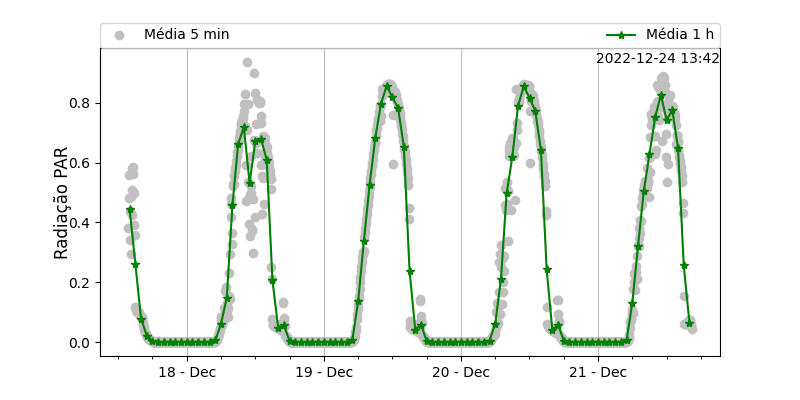 Média 5 min
Média 1 h
2022-12-24 13:42
Radiação PAR
0.8
0.6
0.4
0.2
0.0
18 - Dec
19 - Dec
20 - Dec
21 - Dec